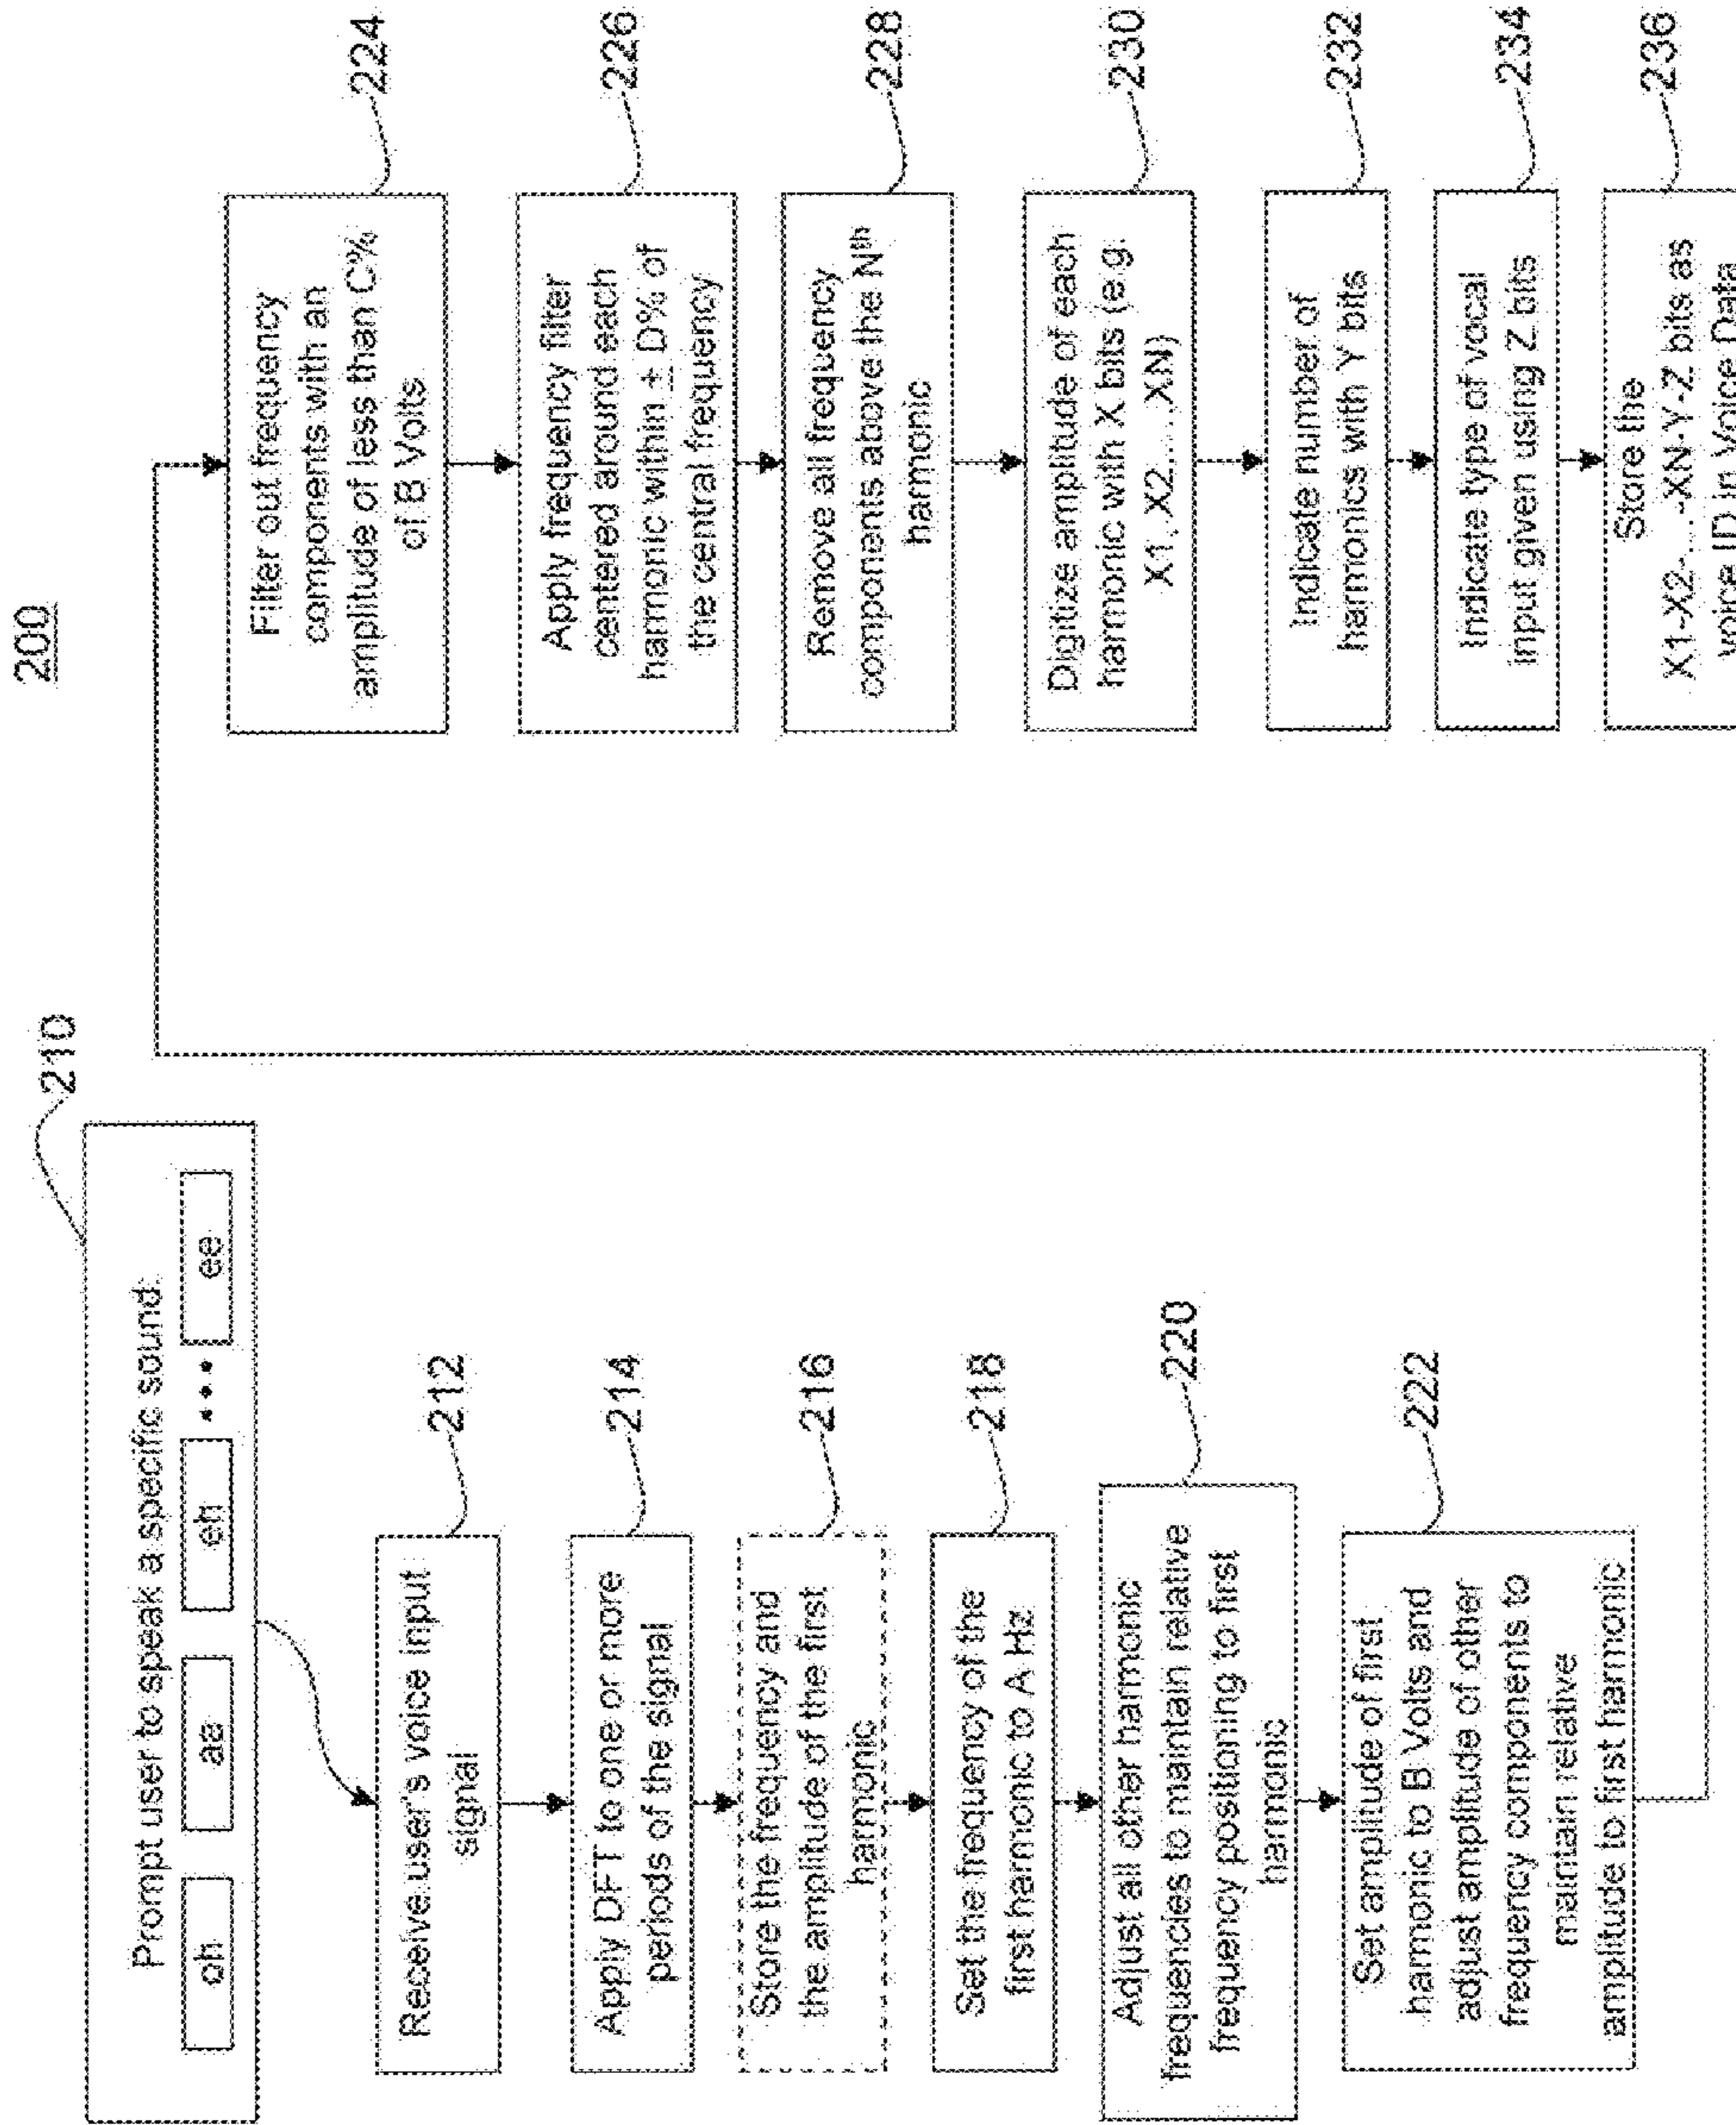 200
210
Prompt user to speak a specific sound:
oh
ae
eh
...
ee
212
Receive user's voice input
signal
214
Apply DFT to one or more
periods of the signal
216
Store the frequency and
the amplitude of the first
harmonic
218
Set the frequency of the
first harmonic to A Hz
220
Adjust all other harmonic
frequencies to maintain relative
frequency positioning to first
harmonic
222
Set amplitude of first
harmonic to B Volts and
adjust amplitude of other
frequency components to
maintain relative
amplitude to first harmonic
224
Filter out frequency
components with an
amplitude of less than C%
of B Volts
226
Apply frequency filter
centered around each
harmonic within ± D% of
the central frequency
228
Remove all frequency
components above the Nth
harmonic
230
Digitize amplitude of each
harmonic with X bits (e.g.
X1, X2,...,XN)
232
Indicate number of
harmonics with Y bits
234
Indicate type of vocal
input given using Z bits
236
Store the
X1-X2-...-XN-Y-Z bits as
voice ID in Voice Data